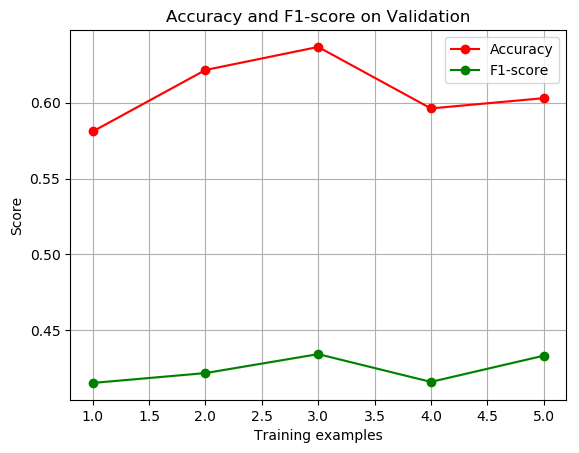 Accuracy and F1-score on Validation
Accuracy
F1-score
0.60
0.55
0.50
0.45
Score
1.0 1.5 2.0 2.5 3.0 3.5 4.0 4.5 5.0
Training examples